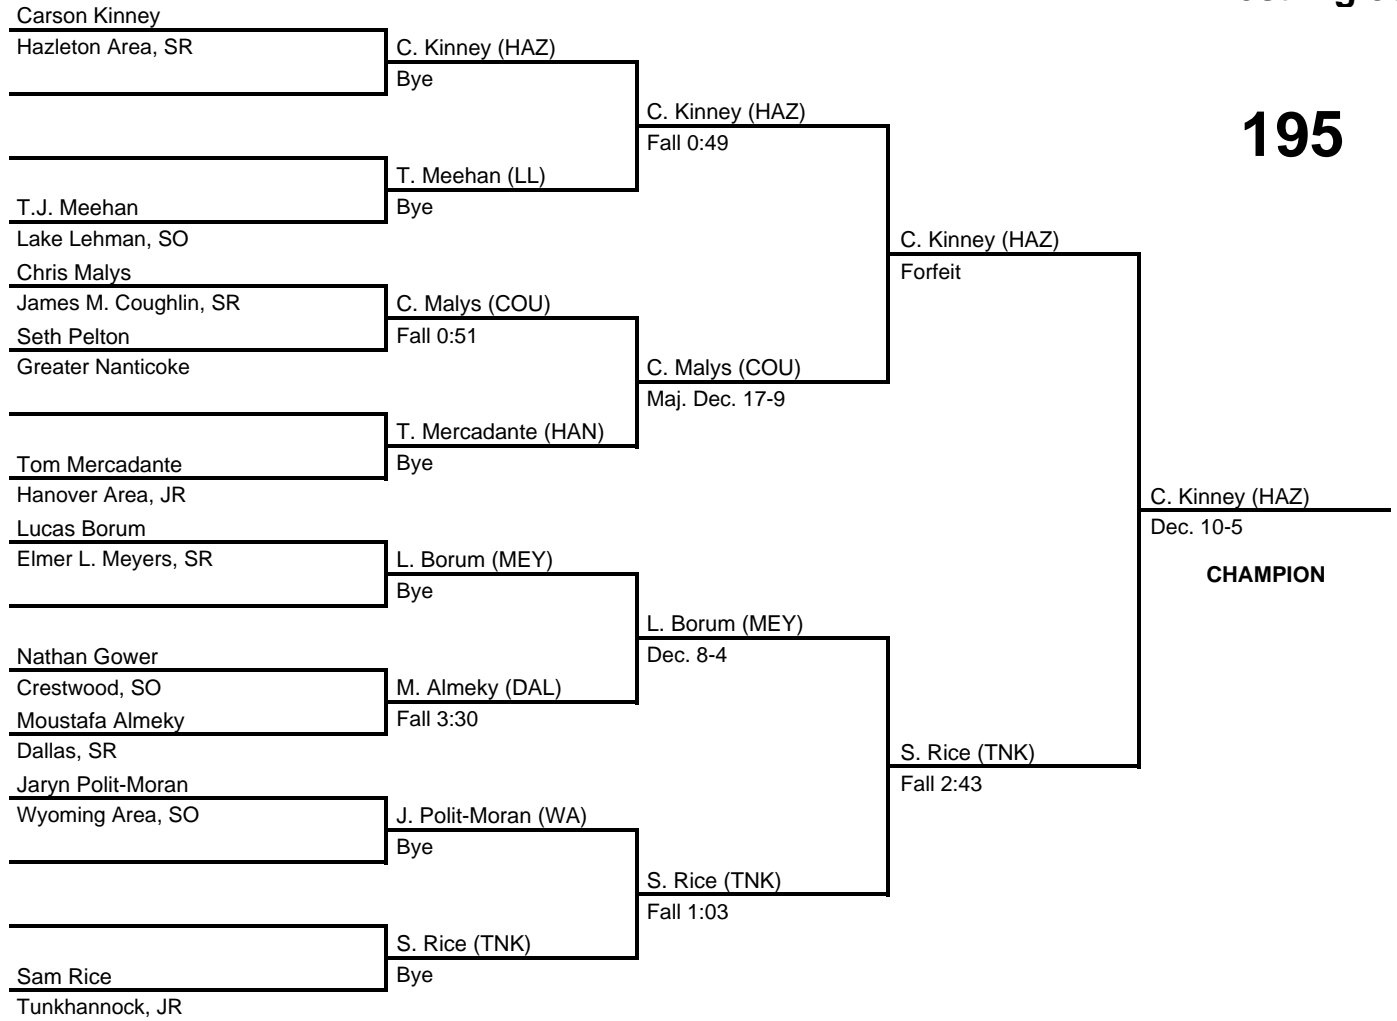 Carson Kinney
Hazleton Area, SR
C. Kinney (HAZ)
Bye
C. Kinney (HAZ)
Fall 0:49
195
T. Meehan (LL)
Bye
T.J. Meehan
Lake Lehman, SO
C. Kinney (HAZ)
Forfeit
Chris Malys
James M. Coughlin, SR
C. Malys (COU)
Fall 0:51
Seth Pelton
Greater Nanticoke
C. Malys (COU)
Maj. Dec. 17-9
T. Mercadante (HAN)
Bye
Tom Mercadante
Hanover Area, JR
C. Kinney (HAZ)
Dec. 10-5
CHAMPION
Lucas Borum
Elmer L. Meyers, SR
L. Borum (MEY)
Bye
L. Borum (MEY)
Dec. 8-4
Nathan Gower
Crestwood, SO
M. Almeky (DAL)
Fall 3:30
Moustafa Almeky
Dallas, SR
S. Rice (TNK)
Fall 2:43
Jaryn Polit-Moran
Wyoming Area, SO
J. Polit-Moran (WA)
Bye
S. Rice (TNK)
Fall 1:03
S. Rice (TNK)
Bye
Sam Rice
Tunkhannock, JR